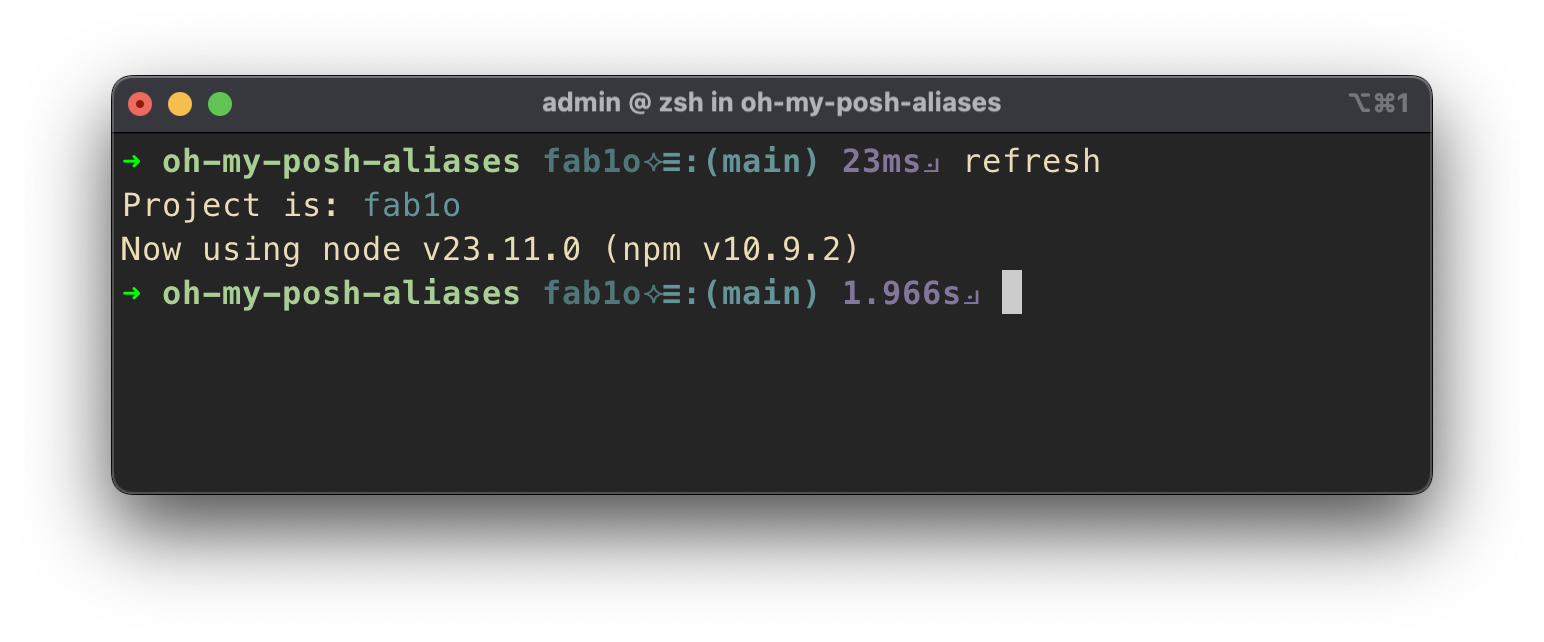 admin @ zsh in oh-my-posh-aliases ⌥⌘1
➜ oh-my-posh-aliases fab1o✧≡:(main) 23ms⮐ refresh
Project is: fab1o
Now using node v23.11.0 (npm v10.9.2)
➜ oh-my-posh-aliases fab1o✧≡:(main) 1.966s⮐